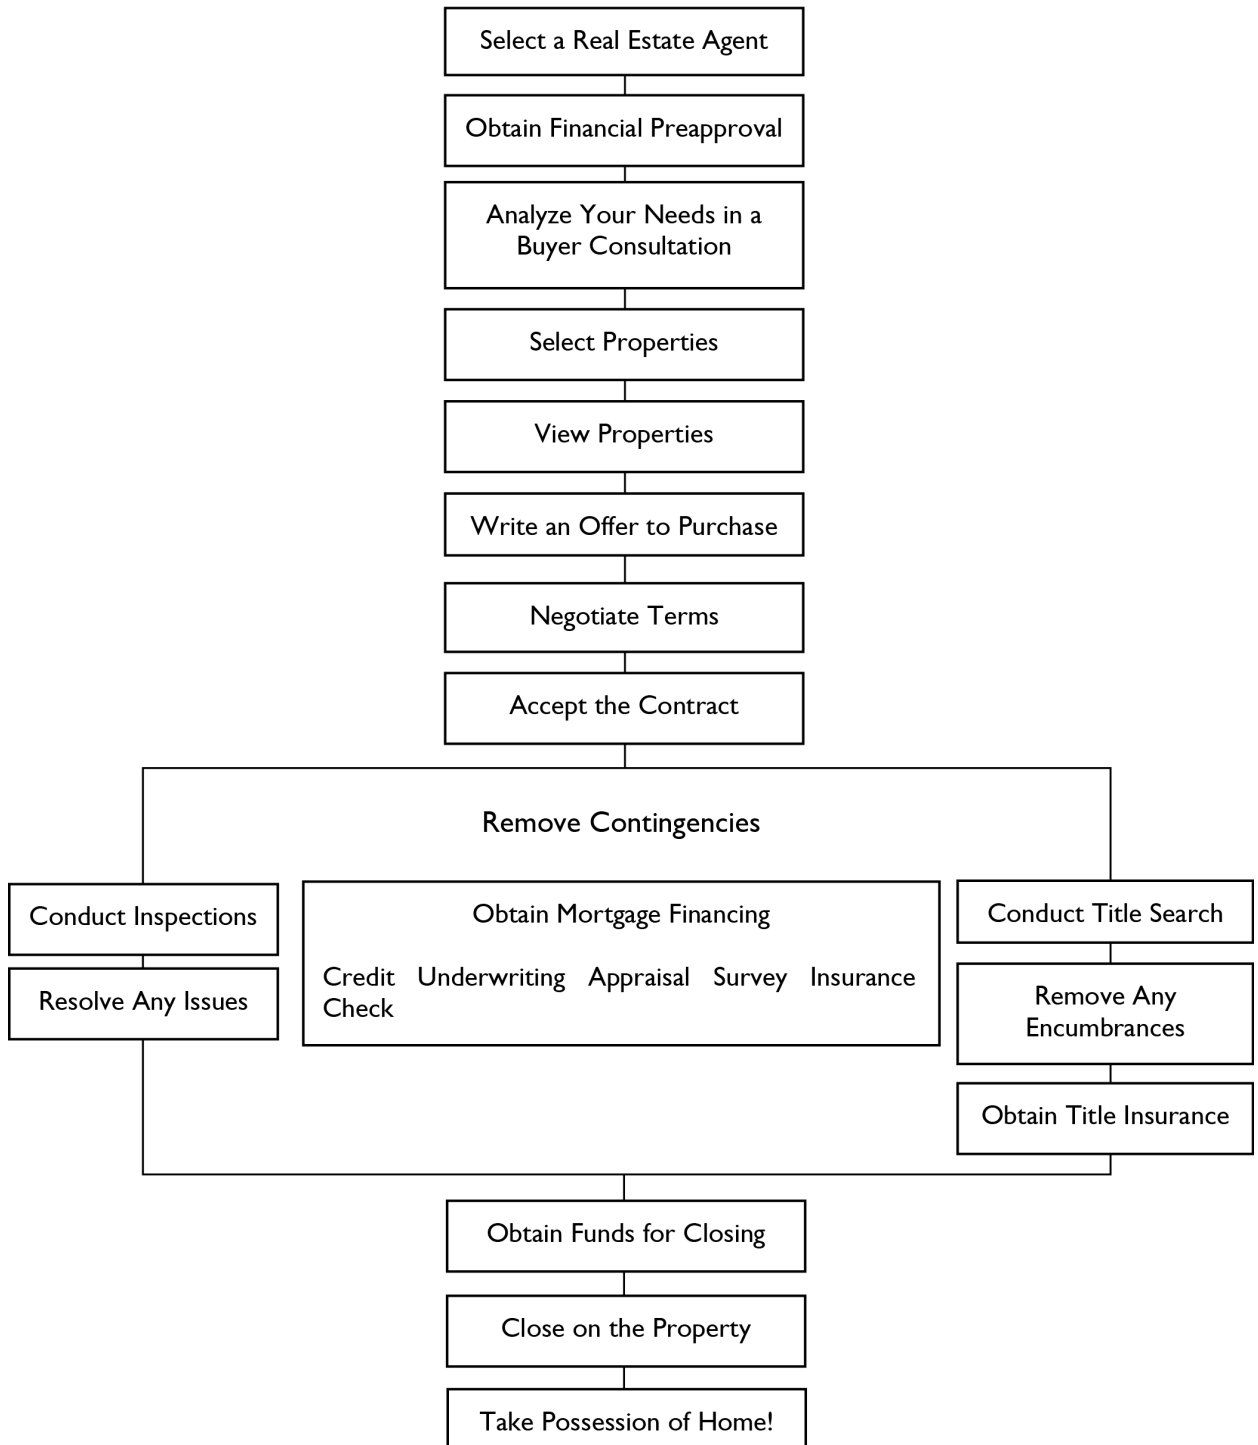 Select a Real Estate Agent
Obtain Financial Preapproval
Analyze Your Needs in a
Buyer Consultation
Select Properties
View Properties
Write an Offer to Purchase
Negotiate Terms
Accept the Contract
Remove Contingencies
Conduct Inspections
Resolve Any Issues
Obtain Mortgage Financing
Credit Underwriting Appraisal Survey Insurance
Check
Conduct Title Search
Remove Any
Encumbrances
Obtain Title Insurance
Obtain Funds for Closing
Close on the Property
Take Possession of Home!